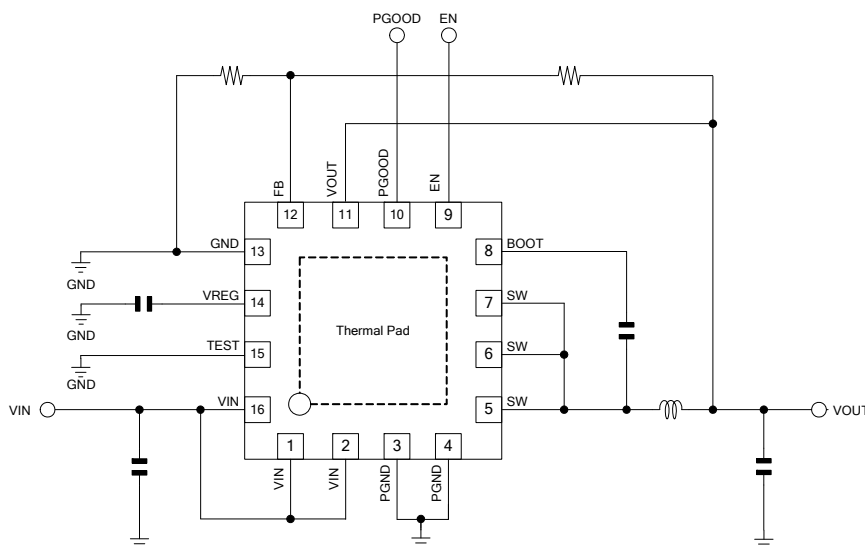 PGOOD
EN
FB
VOUT
PGOOD
EN
12
11
10
9
GND
13
8
BOOT
GND
VREG
14
7
SW
GND
Thermal Pad
TEST
15
6
SW
GND
VIN
VIN
16
5
SW
VOUT
1
2
3
4
VIN
VIN
PGND
PGND